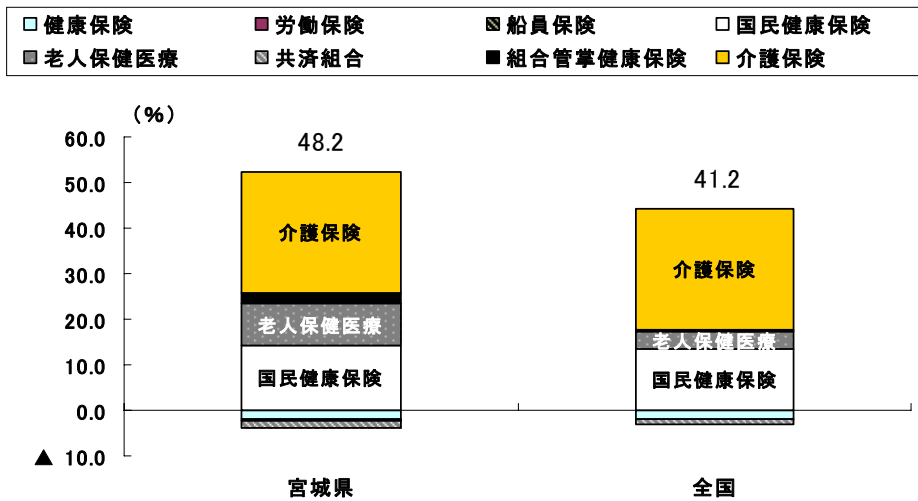 健康保険 労働保険 船員保険 国民健康保険
老人保健医療 共済組合 組合管掌健康保険 介護保険
（%）
60.0
50.0
40.0
30.0
20.0
10.0
0.0
▲ 10.0
48.2
介護保険
老人保健医療
国民健康保険
宮城県
41.2
介護保険
老人保健医療
国民健康保険
全国